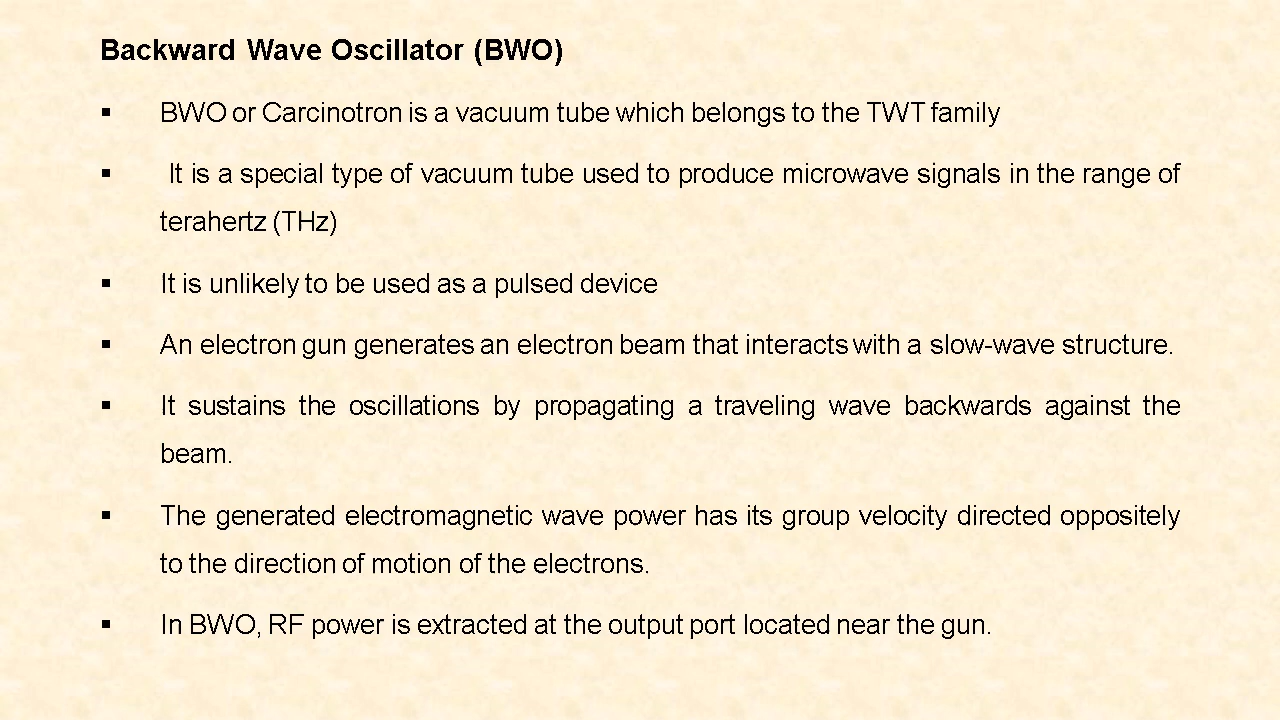 Backward Wave Oscillator (BWO)
▪ BWO or Carcinotron is a vacuum tube which belongs to the TWT family
▪ It is a special type of vacuum tube used to produce microwave signals in the range of
terahertz (THz)
▪ It is unlikely to be used as a pulsed device
▪ An electron gun generates an electron beam that interacts with a slow-wave structure.
▪ It sustains the oscillations by propagating a traveling wave backwards against the
beam.
▪ The generated electromagnetic wave power has its group velocity directed oppositely
to the direction of motion of the electrons.
▪ In BWO, RF power is extracted at the output port located near the gun.